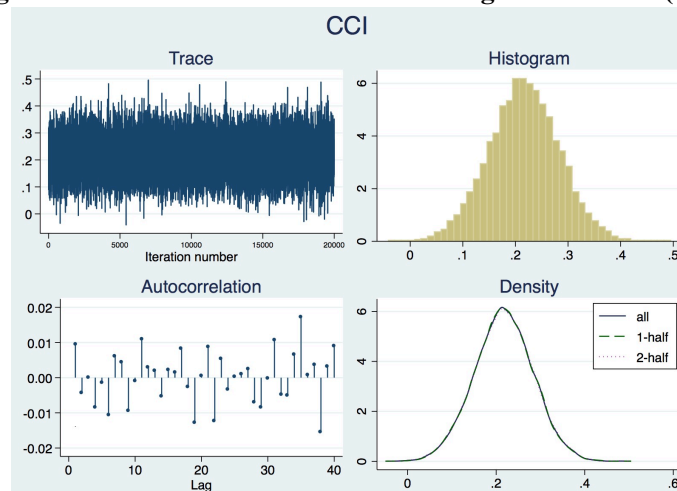 CCI
Trace
.5
.4
.3
.2
.1
0
0 5000 10000 15000 20000
Iteration number
Histogram
6
4
2
0
0 .1 .2 .3 .4 .5
Autocorrelation
0.02
0.01
0.00
-0.01
-0.02
0 10 20 30 40
Lag
Density
all
1-half
2-half
6
4
2
0
0 .2 .4 .6